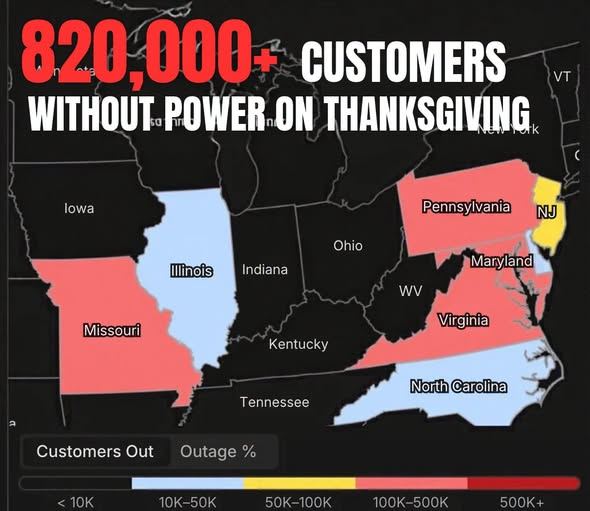 820,000+ CUSTOMERS
WITHOUT POWER ON THANKSGIVING
VT
New York
Iowa
Pennsylvania
NJ
Ohio
Illinois
Indiana
Maryland
WV
Missouri
Virginia
Kentucky
North Carolina
Tennessee
Customers Out Outage %
< 10K 10K–50K 50K–100K 100K–500K 500K+